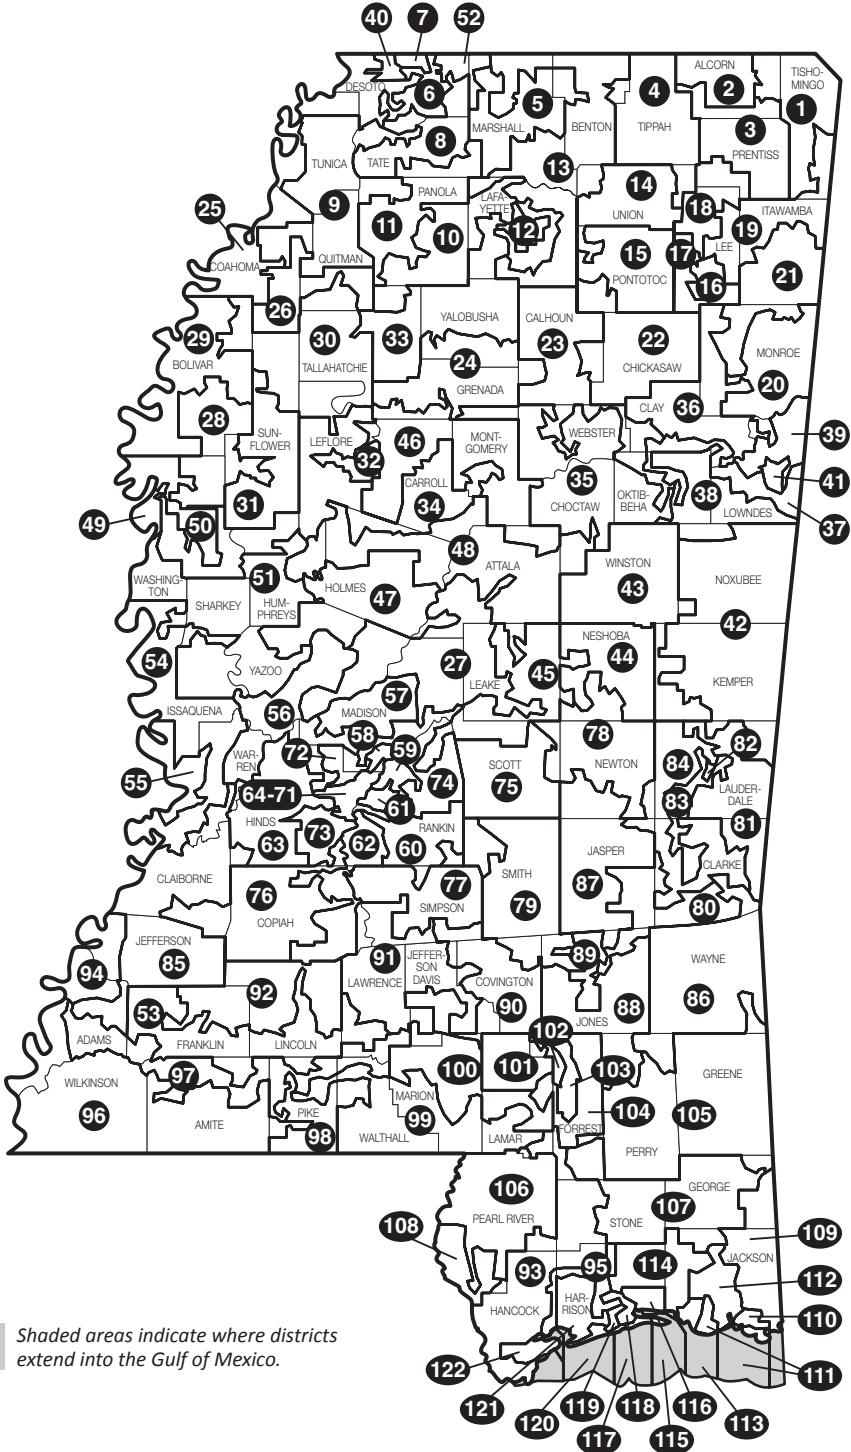 40 7 52
ALCORN
DESOTO
TISHO-
MINGO
6 5 4 2 1
MARSHALL
BENTON
TIPPAH
3
PRENTISS
8
TUNICA
TATE
13
PANOLA
LAFA-
YETTE
14
UNION
18
ITAWAMBA
25
9
11
10
12
19
LEE
COAHOMA
QUITMAN
15
17
PONTOTOC
16
21
26
29
BOLIVAR
30
33
YALOBUSHA
CALHOUN
23
22
TALLAHATCHIE
24
CHICKASAW
MONROE
20
GRENADA
28
CLAY
36
SUN-
FLOWER
LEFLORE
32
46
MONT-
GOMERY
WEBSTER
39
31
CARROLL
34
35
CHOCTAW
OKTIB-
BEHA
38
41
LOWNDES
37
49
50
48
ATTALA
WASHING-
TON
51
HOLMES
47
WINSTON
43
NOXUBEE
SHARKEY
HUM-
PHREYS
42
54
YAZOO
27
LEAKE
45
NESHOBA
44
KEMPER
ISSAQUENA
56
MADISON
57
58
59
78
WAR-
REN
72
74
SCOTT
75
NEWTON
84
82
55
64-71
61
83
LAUDER-
DALE
81
HINDS
63
73
62
RANKIN
60
JASPER
CLARKE
CLAIBORNE
76
COPIAH
77
SIMPSON
SMITH
79
87
80
JEFFERSON
85
94
91
LAWRENCE
JEFFER-
SON
DAVIS
89
WAYNE
53
92
COVINGTON
90
88
JONES
86
ADAMS
FRANKLIN
LINCOLN
102
WILKINSON
96
97
AMITE
PIKE
98
100
MARION
99
WALTHALL
101
103
GREENE
104
105
FORREST
LAMAR
PERRY
106
PEARL RIVER
GEORGE
107
STONE
108
109
JACKSON
93
95
114
112
HANCOCK
HAR-
RISON
110
Shaded areas indicate where districts
extend into the Gulf of Mexico.
122
111
121
119 118 116
120 117 115 113